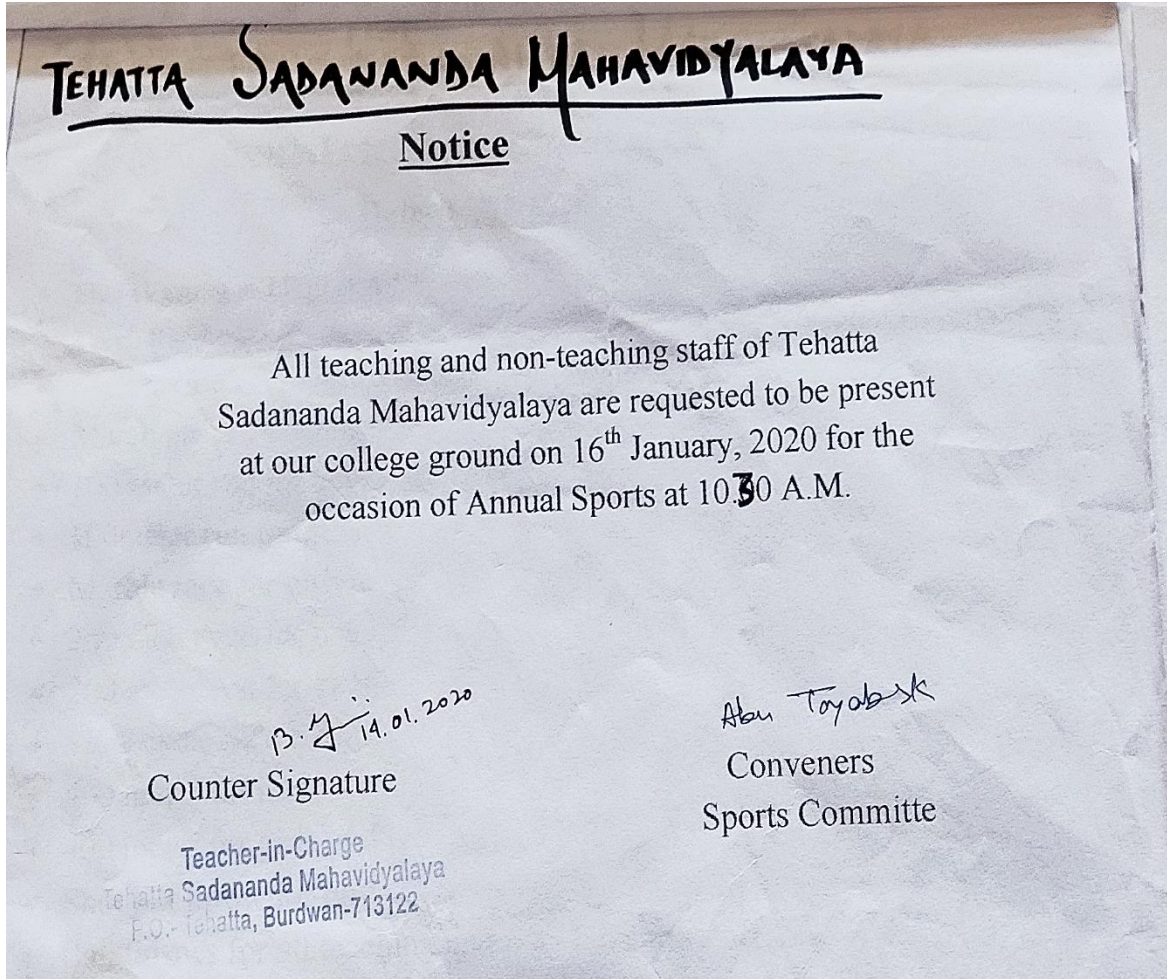 TEHATTA SADANANDA MAHAVIDYALAYA
Notice
All teaching and non-teaching staff of Tehatta
Sadananda Mahavidyalaya are requested to be present
at our college ground on 16th January, 2020 for the
occasion of Annual Sports at 10.30 A.M.
B. 14.01.2020
Counter Signature
Teacher-in-Charge
Tehatta Sadananda Mahavidyalaya
P.O.- Tehatta, Burdwan-713122
Abu Toyab sk
Conveners
Sports Committe